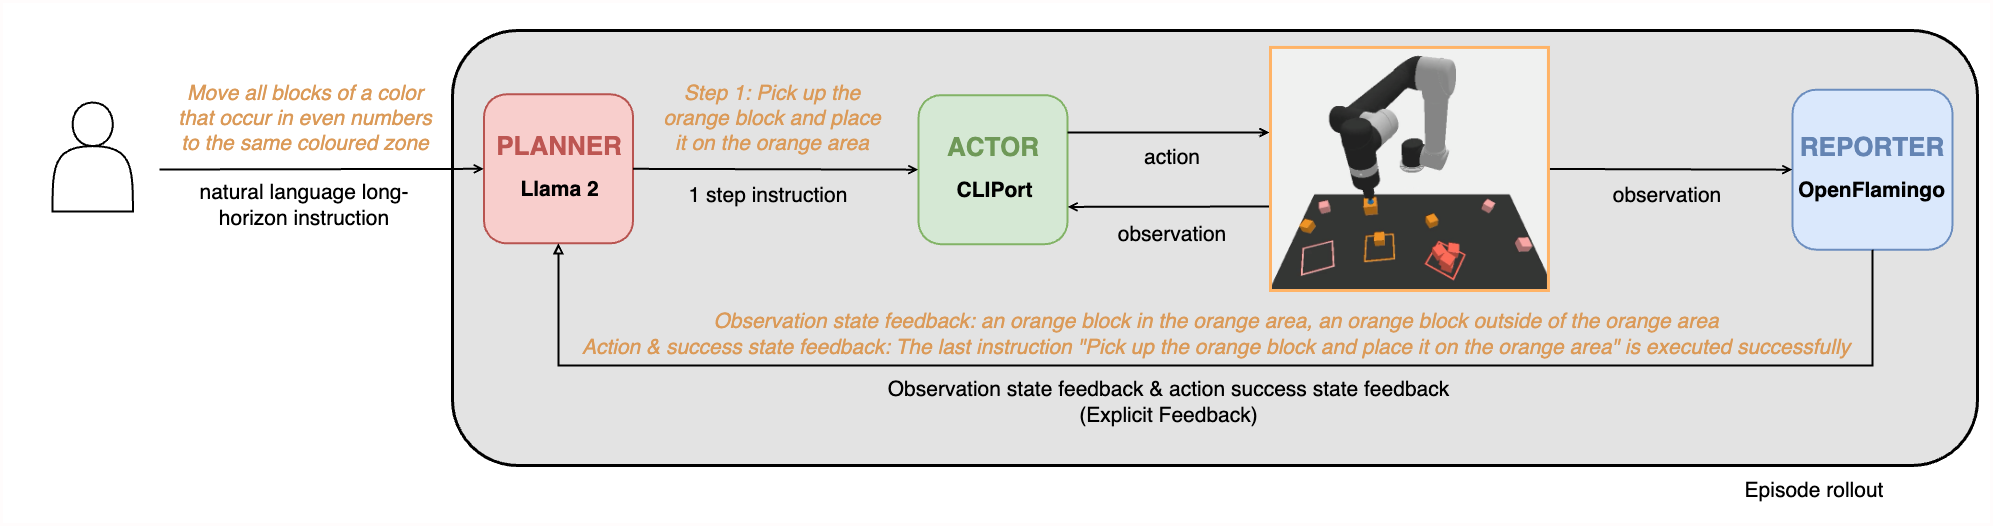 Move all blocks of a color
that occur in even numbers
to the same coloured zone
natural language long-
horizon instruction
PLANNER
Llama 2
Step 1: Pick up the
orange block and place
it on the orange area
1 step instruction
ACTOR
CLIPort
action
observation
observation
REPORTER
OpenFlamingo
Observation state feedback: an orange block in the orange area, an orange block outside of the orange area
Action & success state feedback: The last instruction "Pick up the orange block and place it on the orange area" is executed successfully
Observation state feedback & action success state feedback
(Explicit Feedback)
Episode rollout